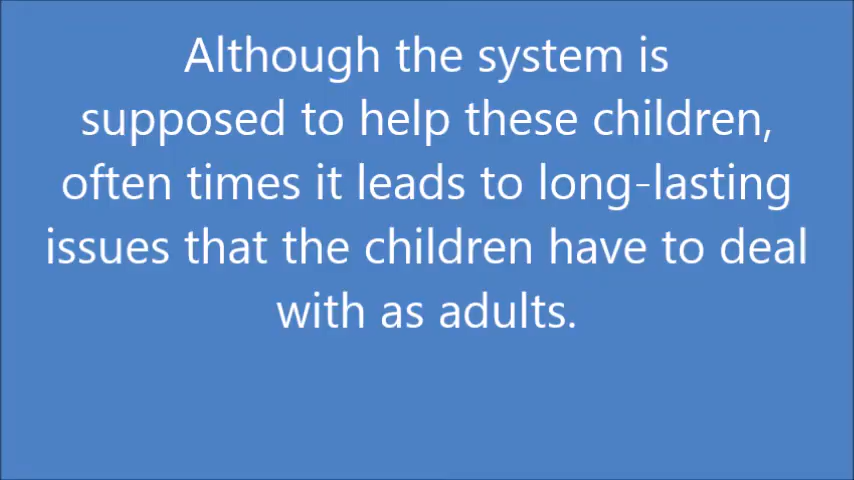 Although the system is
supposed to help these children,
often times it leads to long-lasting
issues that the children have to deal
with as adults.